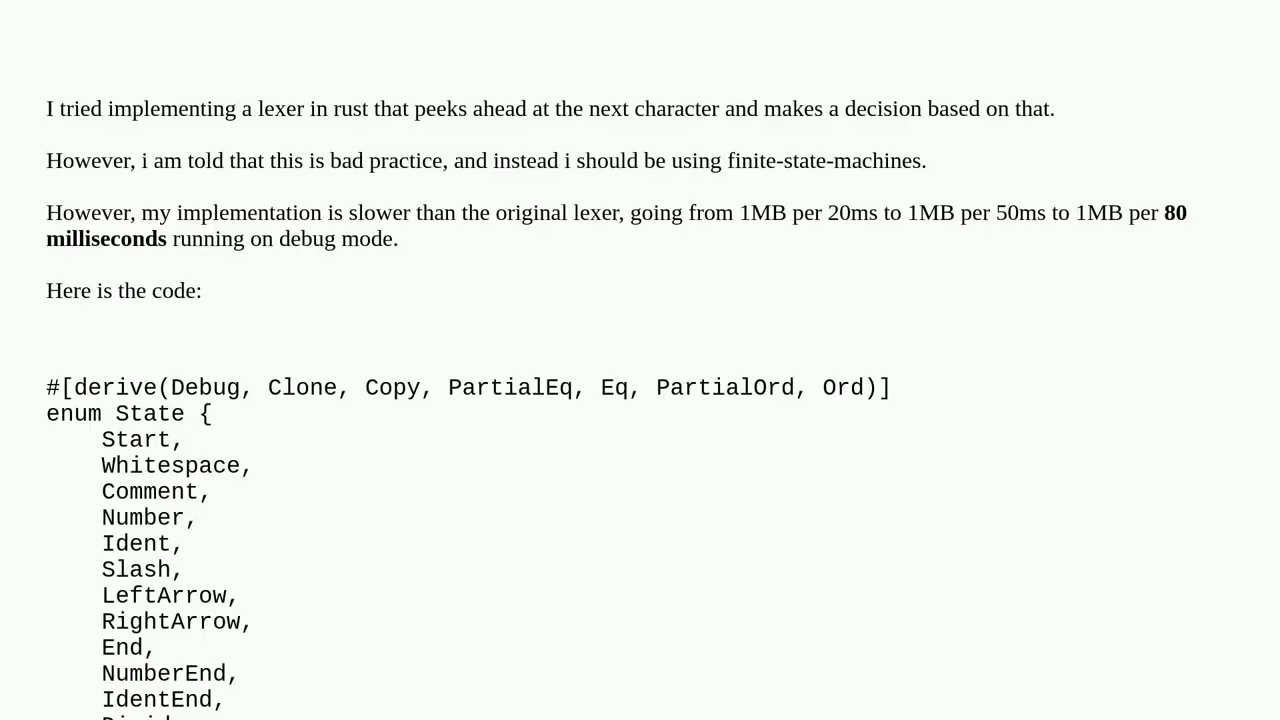 I tried implementing a lexer in rust that peeks ahead at the next character and makes a decision based on that.
However, i am told that this is bad practice, and instead i should be using finite-state-machines.
However, my implementation is slower than the original lexer, going from 1MB per 20ms to 1MB per 50ms to 1MB per 80
milliseconds running on debug mode.
Here is the code:
#[derive(Debug, Clone, Copy, PartialEq, Eq, PartialOrd, Ord)]
enum State {
    Start,
    Whitespace,
    Comment,
    Number,
    Ident,
    Slash,
    LeftArrow,
    RightArrow,
    End,
    NumberEnd,
    IdentEnd,